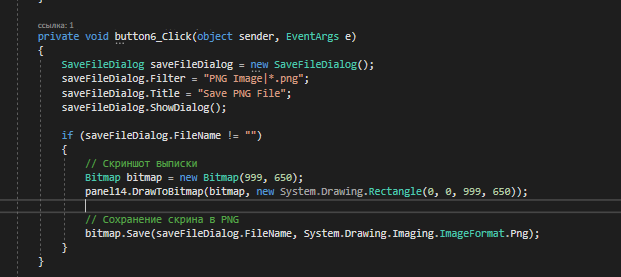 }
ссылка: 1
private void button6_Click(object sender, EventArgs e)
{
SaveFileDialog saveFileDialog = new SaveFileDialog();
saveFileDialog.Filter = "PNG Image|*.png";
saveFileDialog.Title = "Save PNG File";
saveFileDialog.ShowDialog();
if (saveFileDialog.FileName != "")
{
// Скриншот выписки
Bitmap bitmap = new Bitmap(999, 650);
panel14.DrawToBitmap(bitmap, new System.Drawing.Rectangle(0, 0, 999, 650));
// Сохранение скрина в PNG
bitmap.Save(saveFileDialog.FileName, System.Drawing.Imaging.ImageFormat.Png);
}
}